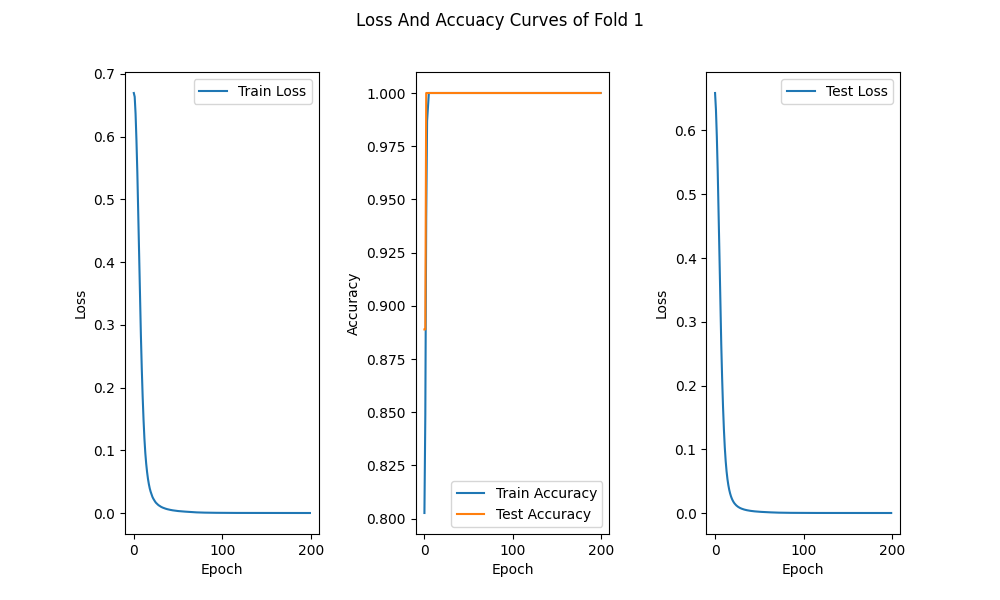 Loss And Accuacy Curves of Fold 1
0.7
0.6
0.5
0.4
0.3
0.2
0.1
0.0
Loss
Train Loss
0 100 200
Epoch
1.000
0.975
0.950
0.925
0.900
0.875
0.850
0.825
0.800
Accuracy
Train Accuracy
Test Accuracy
0 100 200
Epoch
0.6
0.5
0.4
0.3
0.2
0.1
0.0
Loss
Test Loss
0 100 200
Epoch